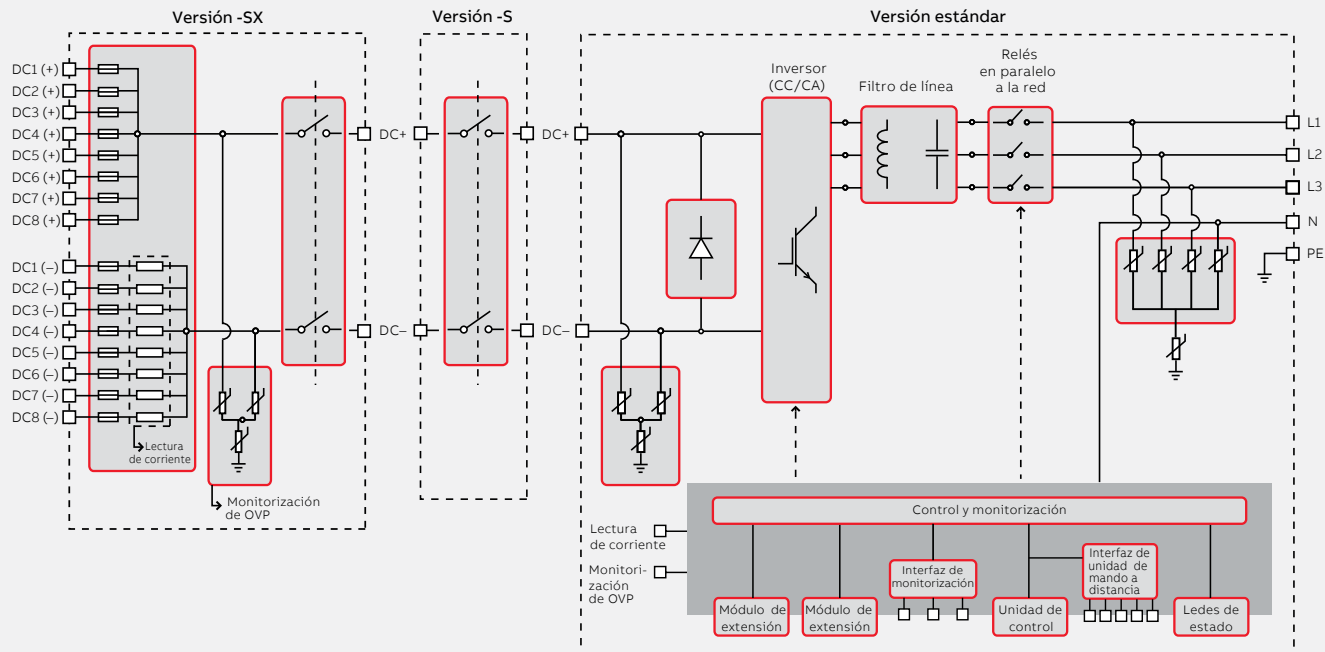 Versión -SX
Versión -S
Versión estándar
DC1 (+)
DC2 (+)
DC3 (+)
DC4 (+)
DC5 (+)
DC6 (+)
DC7 (+)
DC8 (+)
DC1 (–)
DC2 (–)
DC3 (–)
DC4 (–)
DC5 (–)
DC6 (–)
DC7 (–)
DC8 (–)
Lectura
de corriente
Monitorización
de OVP
DC+
DC–
DC+
DC–
Inversor
(CC/CA)
Filtro de línea
Relés
en paralelo
a la red
L1
L2
L3
N
PE
Lectura
de corriente
Monitori-
zación
de OVP
Control y monitorización
Módulo de
extensión
Módulo de
extensión
Interfaz de
monitorización
Unidad de
control
Interfaz de
unidad de
mando a
distancia
Ledes de
estado